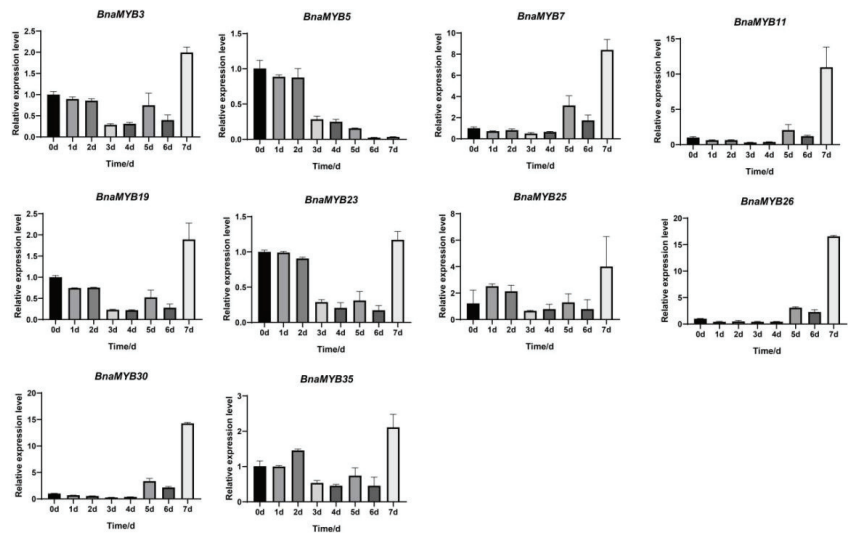 BnaMYB3
Relative expression level
2.5
2.0
1.5
1.0
0.5
0.0
0d 1d 2d 3d 4d 5d 6d 7d
Time/d
BnaMYB5
Relative expression level
1.5
1.0
0.5
0.0
0d 1d 2d 3d 4d 5d 6d 7d
Time/d
BnaMYB7
Relative expression level
10
8
6
4
2
0
0d 1d 2d 3d 4d 5d 6d 7d
Time/d
BnaMYB11
Relative expression level
15
10
5
0
0d 1d 2d 3d 4d 5d 6d 7d
Time/d
BnaMYB19
Relative expression level
2.5
2.0
1.5
1.0
0.5
0.0
0d 1d 2d 3d 4d 5d 6d 7d
Time/d
BnaMYB23
Relative expression level
1.5
1.0
0.5
0.0
0d 1d 2d 3d 4d 5d 6d 7d
Time/d
BnaMYB25
Relative expression level
8
6
4
2
0
0d 1d 2d 3d 4d 5d 6d 7d
Time/d
BnaMYB26
Relative expression level
20
15
10
5
0
0d 1d 2d 3d 4d 5d 6d 7d
Time/d
BnaMYB30
Relative expression level
20
15
10
5
0
0d 1d 2d 3d 4d 5d 6d 7d
Time/d
BnaMYB35
Relative expression level
3
2
1
0
0d 1d 2d 3d 4d 5d 6d 7d
Time/d